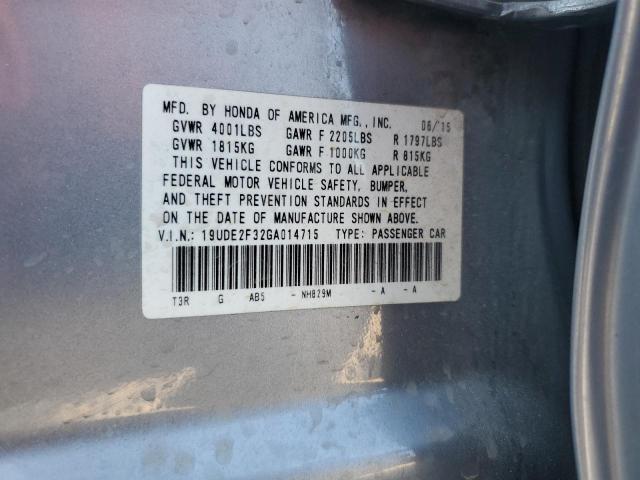 MFD. BY HONDA OF AMERICA MFG., INC. 06/15
GVWR 4001LBS GAWR F 2205LBS R 1797LBS
GVWR 1815KG GAWR F 1000KG R 815KG
THIS VEHICLE CONFORMS TO ALL APPLICABLE
FEDERAL MOTOR VEHICLE SAFETY, BUMPER,
AND THEFT PREVENTION STANDARDS IN EFFECT
ON THE DATE OF MANUFACTURE SHOWN ABOVE.
V.I.N.: 19UDE2F32GA014715 TYPE: PASSENGER CAR
T3R G AB5 - NH829M - A - A